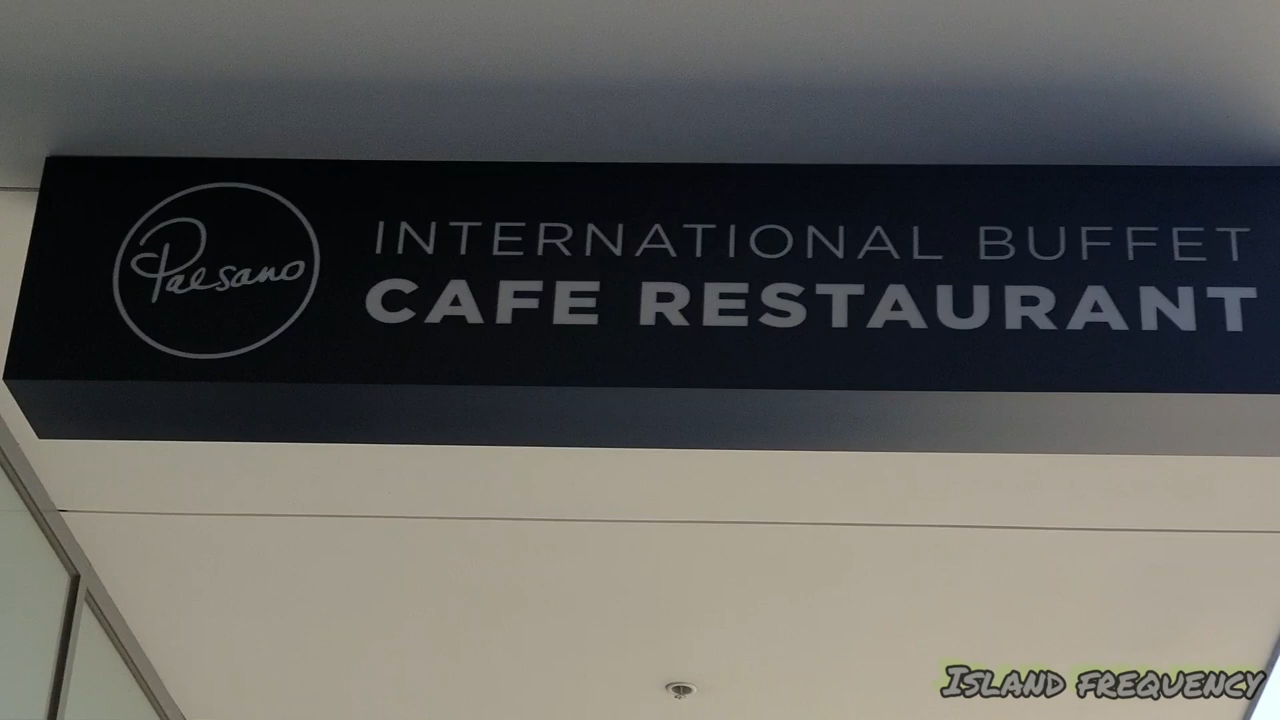 Paesano
INTERNATIONAL BUFFET
CAFE RESTAURANT
ISLAND FREQUENCY